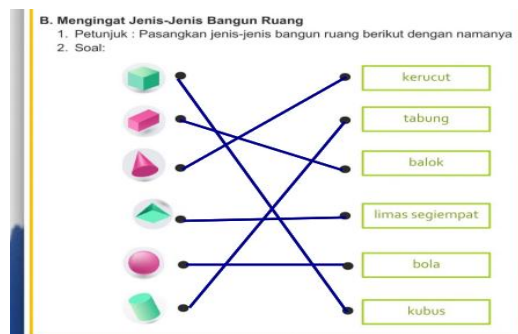 B. Mengingat Jenis-Jenis Bangun Ruang
1. Petunjuk : Pasangkan jenis-jenis bangun ruang berikut dengan namanya
2. Soal:
kerucut
tabung
balok
limas segiempat
bola
kubus